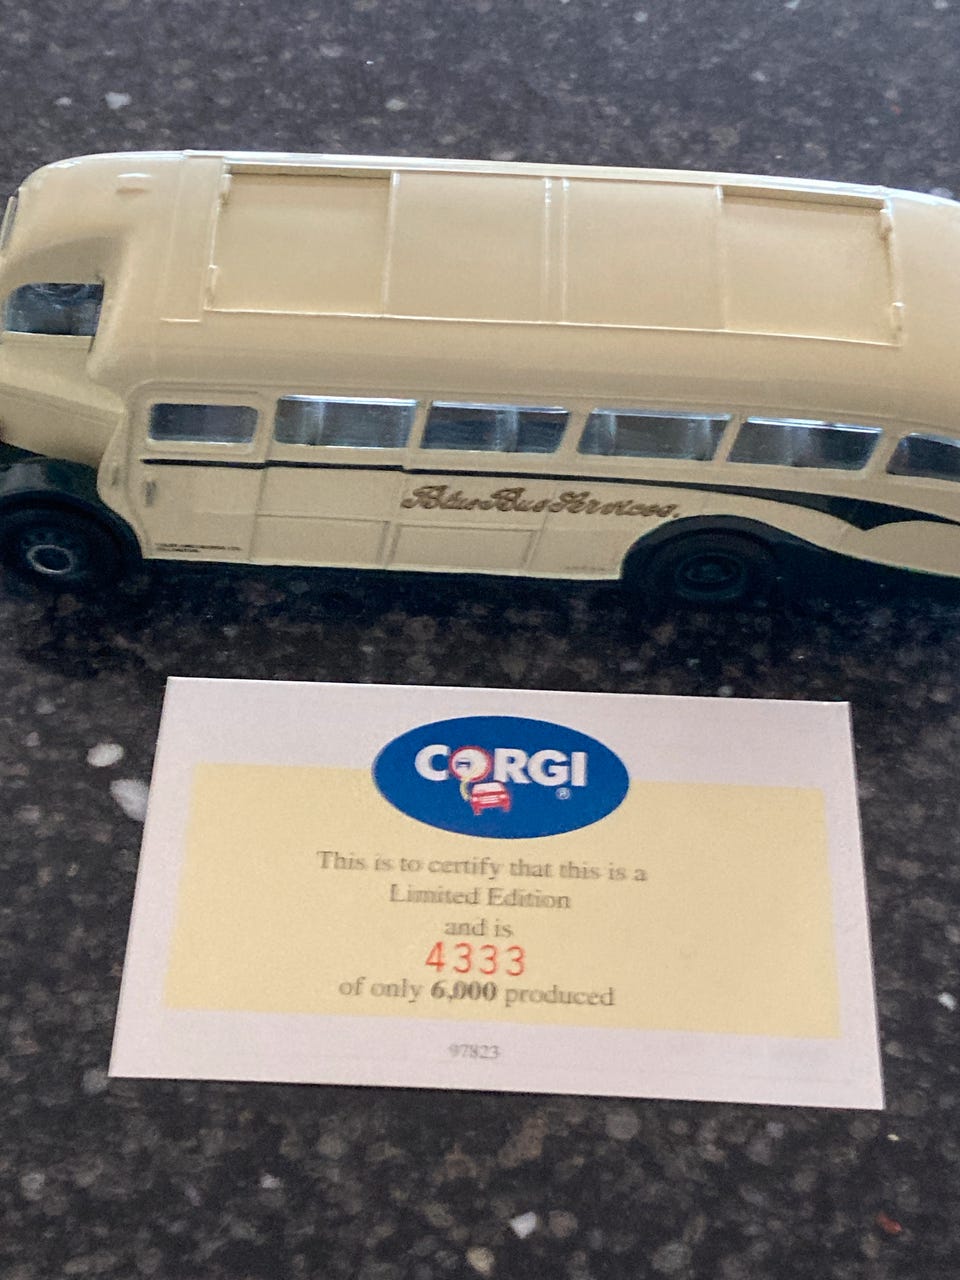 Blue Bus Services.
CORGI
®
This is to certify that this is a
Limited Edition
and is
4333
of only 6,000 produced
97823